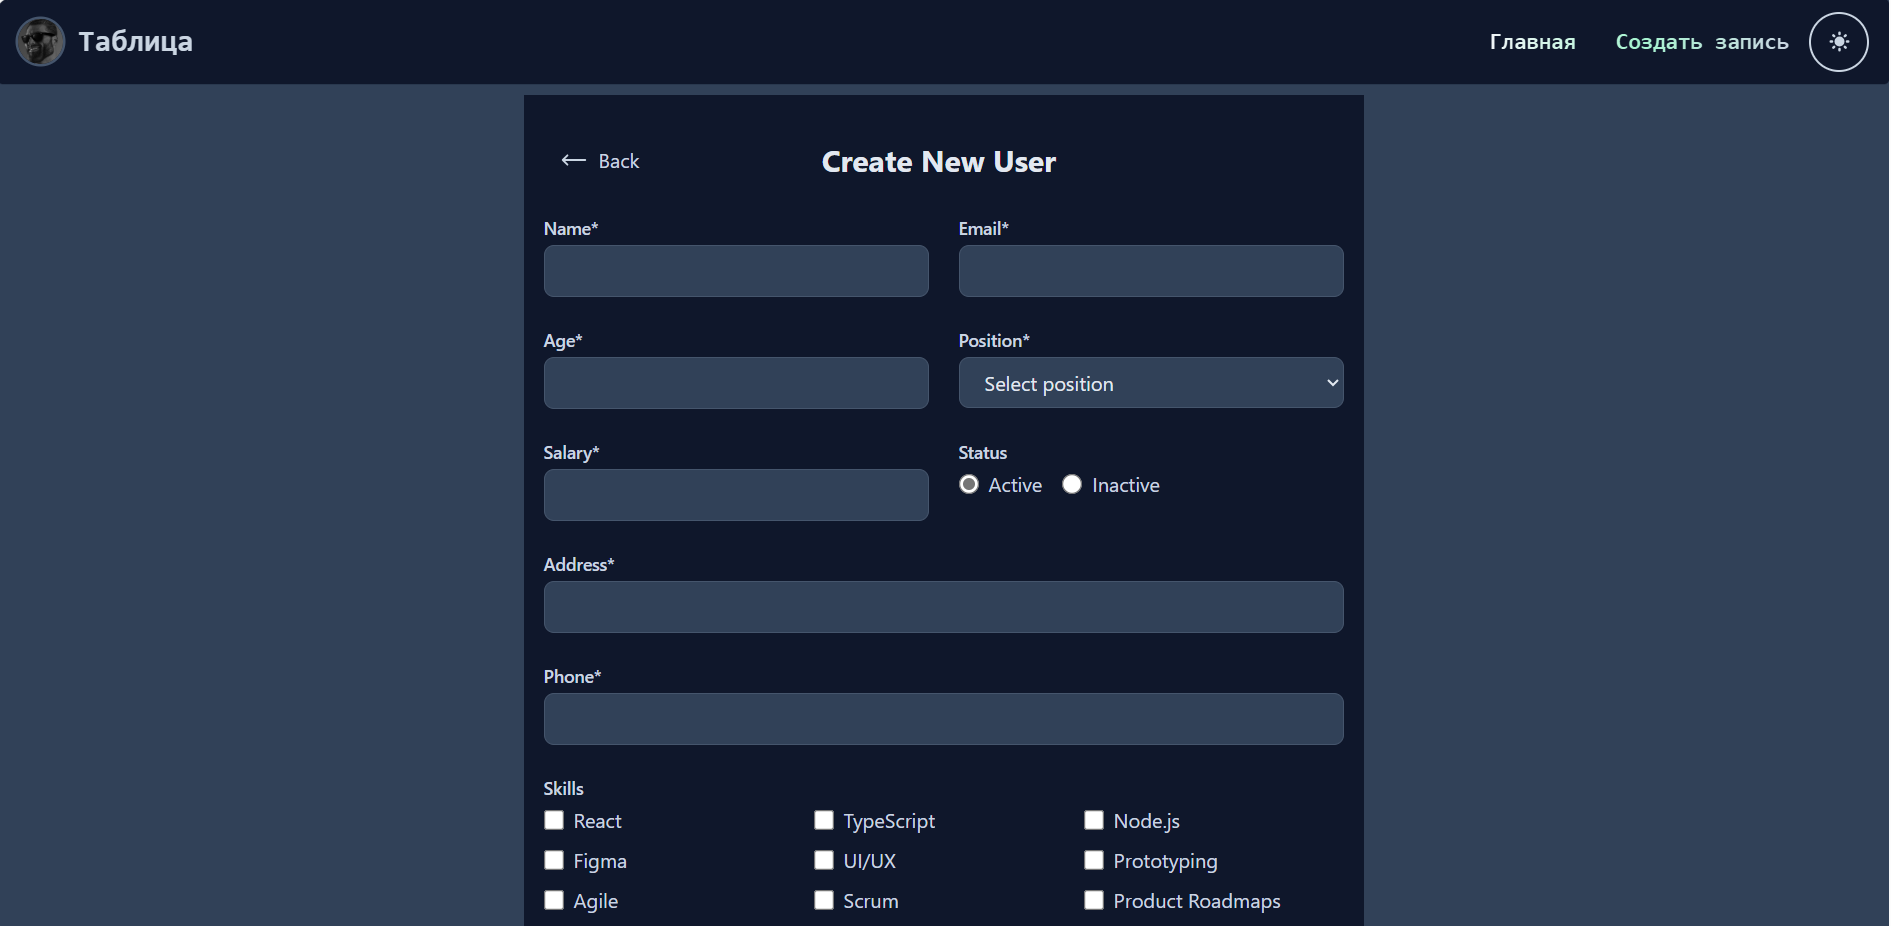 Таблица
Главная Создать запись
Back
Create New User
Name* Email*
Age* Position*
Select position
Salary* Status
Active Inactive
Address*
Phone*
Skills
React TypeScript Node.js
Figma UI/UX Prototyping
Agile Scrum Product Roadmaps